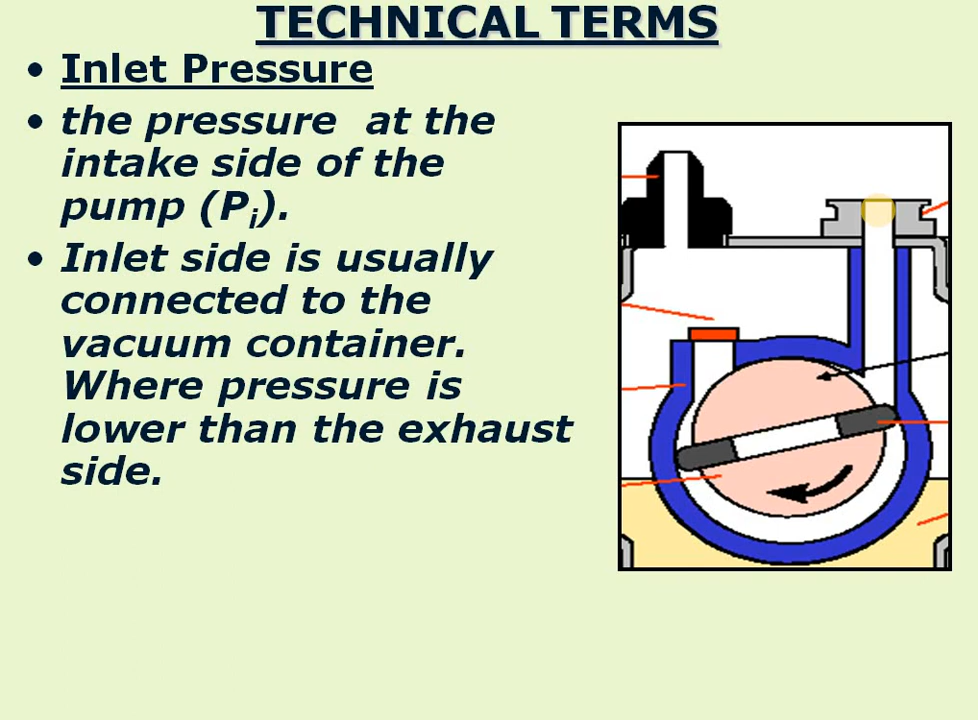 TECHNICAL TERMS
• Inlet Pressure
• the pressure at the
intake side of the
pump (Pi).
• Inlet side is usually
connected to the
vacuum container.
Where pressure is
lower than the exhaust
side.